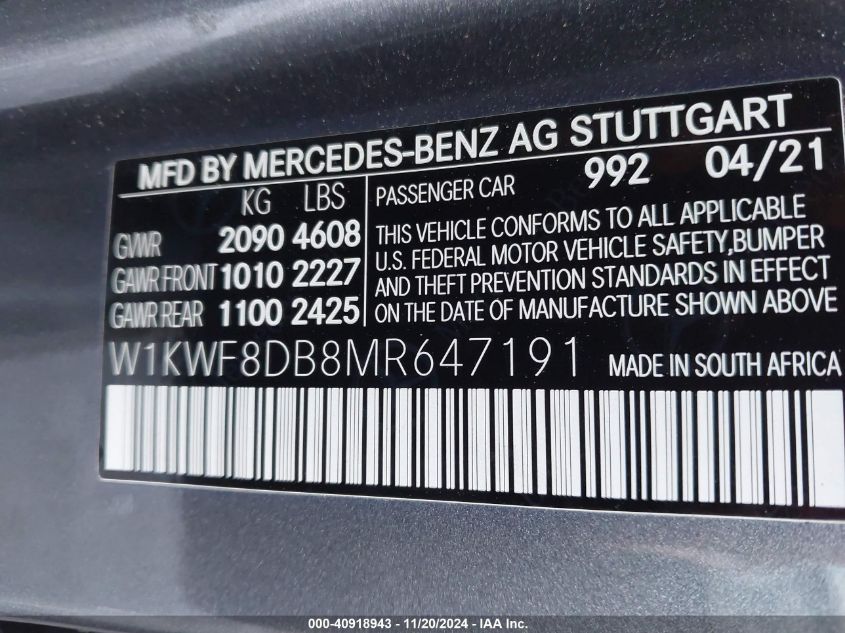 MFD BY MERCEDES-BENZ AG STUTTGART
KG LBS
GVWR 2090 4608
GAWR FRONT 1010 2227
GAWR REAR 1100 2425
PASSENGER CAR 992 04/21
THIS VEHICLE CONFORMS TO ALL APPLICABLE
U.S. FEDERAL MOTOR VEHICLE SAFETY,BUMPER
AND THEFT PREVENTION STANDARDS IN EFFECT
ON THE DATE OF MANUFACTURE SHOWN ABOVE
W1KWF8DB8MR647191 MADE IN SOUTH AFRICA
000-40918943 - 11/20/2024 - IAA Inc.